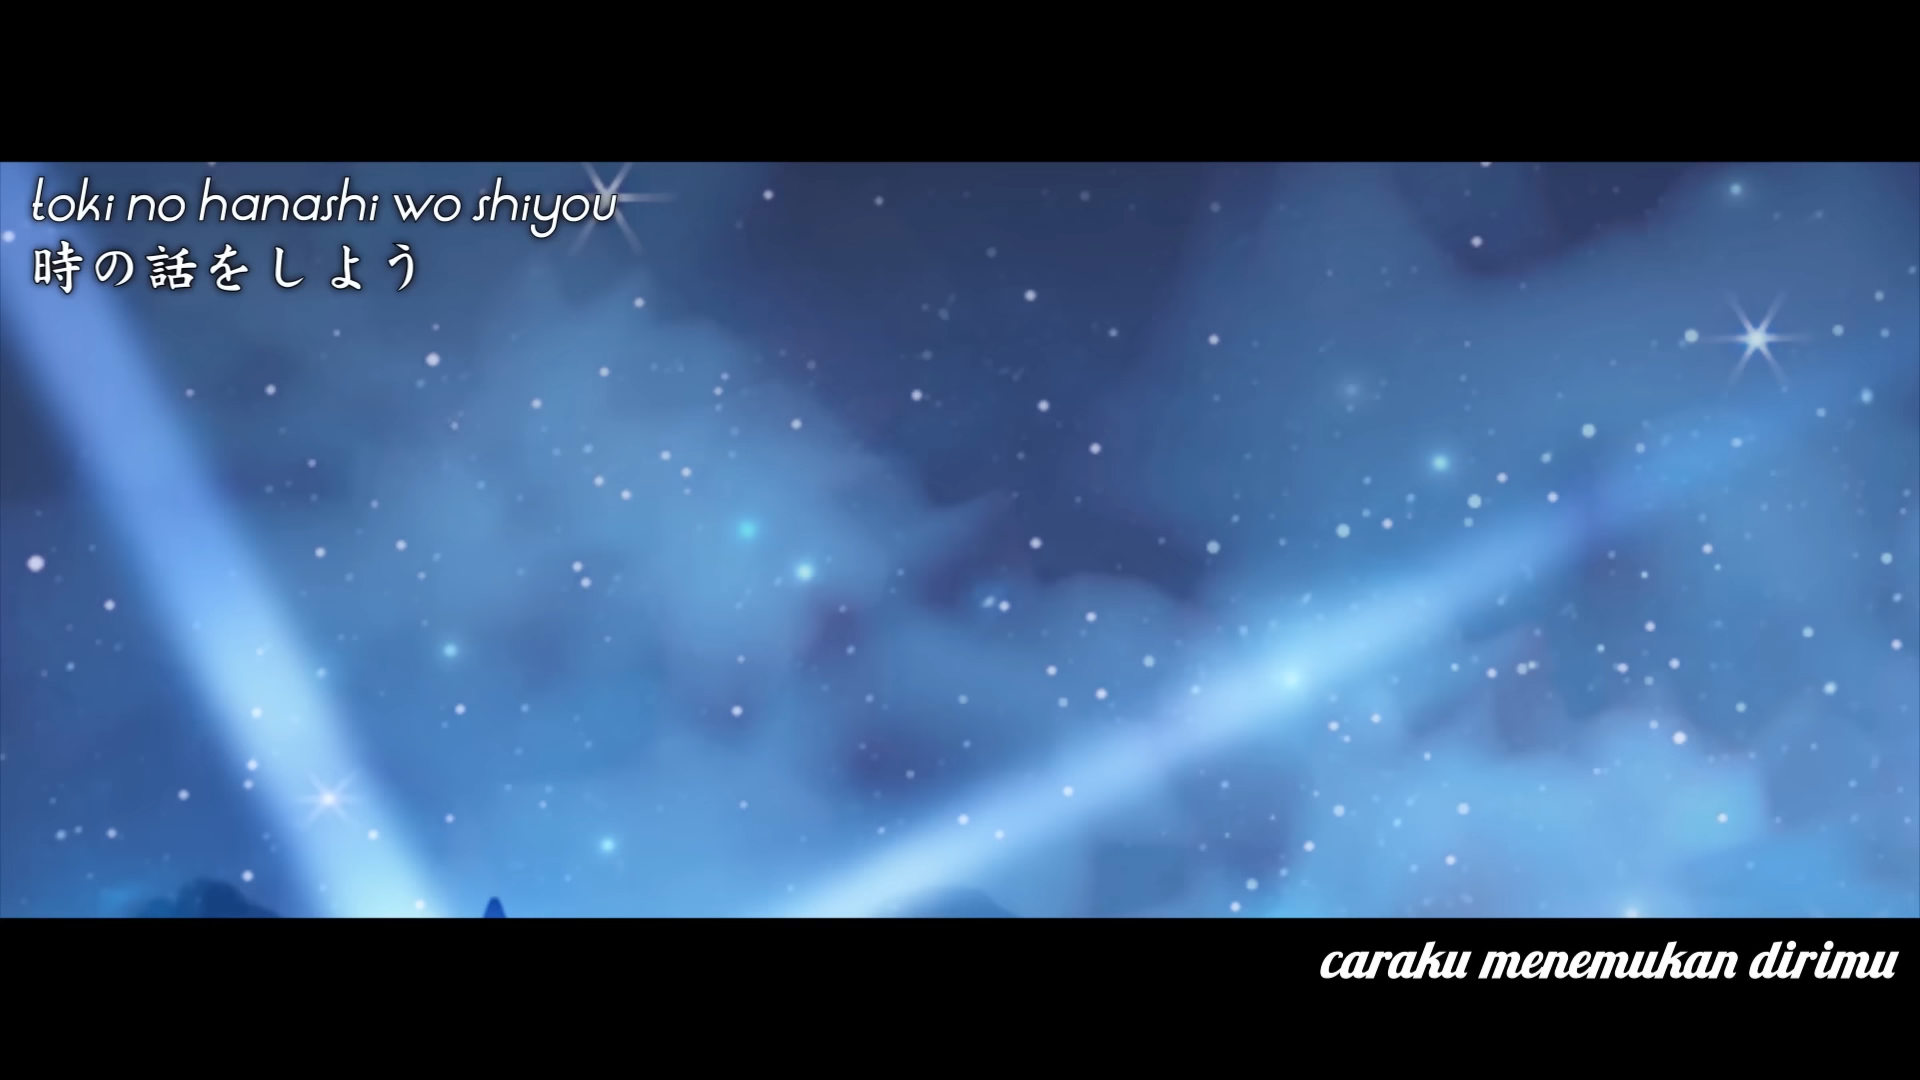 toki no hanashi wo shiyou
時の話をしよう
caraku menemukan dirimu